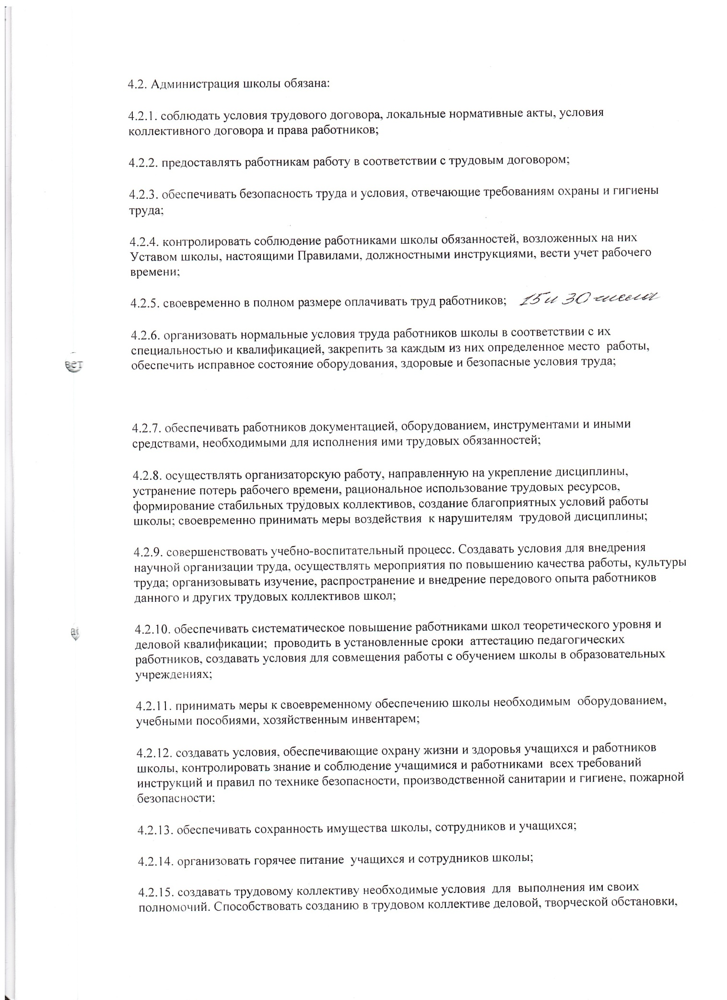 4.2. Администрация школы обязана:
4.2.1. соблюдать условия трудового договора, локальные нормативные акты, условия
коллективного договора и права работников;
4.2.2. предоставлять работникам работу в соответствии с трудовым договором;
4.2.3. обеспечивать безопасность труда и условия, отвечающие требованиям охраны и гигиены
труда;
4.2.4. контролировать соблюдение работниками школы обязанностей, возложенных на них
Уставом школы, настоящими Правилами, должностными инструкциями, вести учет рабочего
времени;
4.2.5. своевременно в полном размере оплачивать труд работников; 15 и 30 числа
4.2.6. организовать нормальные условия труда работников школы в соответствии с их
специальностью и квалификацией, закрепить за каждым из них определенное место работы,
вет
обеспечить исправное состояние оборудования, здоровые и безопасные условия труда;
4.2.7. обеспечивать работников документацией, оборудованием, инструментами и иными
средствами, необходимыми для исполнения ими трудовых обязанностей;
4.2.8. осуществлять организаторскую работу, направленную на укрепление дисциплины,
устранение потерь рабочего времени, рациональное использование трудовых ресурсов,
формирование стабильных трудовых коллективов, создание благоприятных условий работы
школы; своевременно принимать меры воздействия к нарушителям трудовой дисциплины;
4.2.9. совершенствовать учебно-воспитательный процесс. Создавать условия для внедрения
научной организации труда, осуществлять мероприятия по повышению качества работы, культуры
труда; организовывать изучение, распространение и внедрение передового опыта работников
данного и других трудовых коллективов школ;
4.2.10. обеспечивать систематическое повышение работниками школ теоретического уровня и
деловой квалификации; проводить в установленные сроки аттестацию педагогических
работников, создавать условия для совмещения работы с обучением школы в образовательных
учреждениях;
4.2.11. принимать меры к своевременному обеспечению школы необходимым оборудованием,
учебными пособиями, хозяйственным инвентарем;
4.2.12. создавать условия, обеспечивающие охрану жизни и здоровья учащихся и работников
школы, контролировать знание и соблюдение учащимися и работниками всех требований
инструкций и правил по технике безопасности, производственной санитарии и гигиене, пожарной
безопасности;
4.2.13. обеспечивать сохранность имущества школы, сотрудников и учащихся;
4.2.14. организовать горячее питание учащихся и сотрудников школы;
4.2.15. создавать трудовому коллективу необходимые условия для выполнения им своих
полномочий. Способствовать созданию в трудовом коллективе деловой, творческой обстановки,